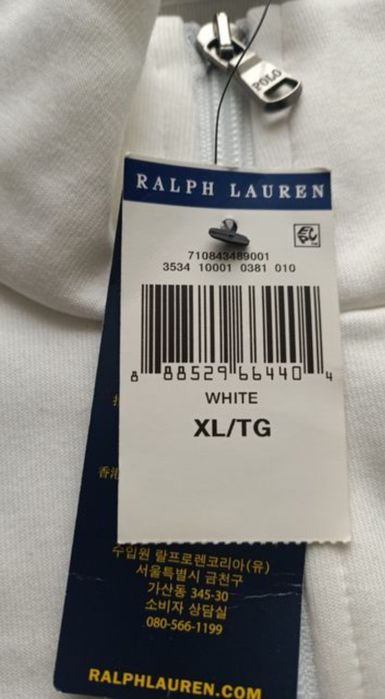 POLO
RALPH LAUREN
710843489001
3534 10001 0381 010
8 88529 66440 4
WHITE
XL/TG
香港
수입원 랄프로렌코리아(유)
서울특별시 금천구
가산동 345-30
소비자 상담실
080-566-1199
RALPHLAUREN.COM